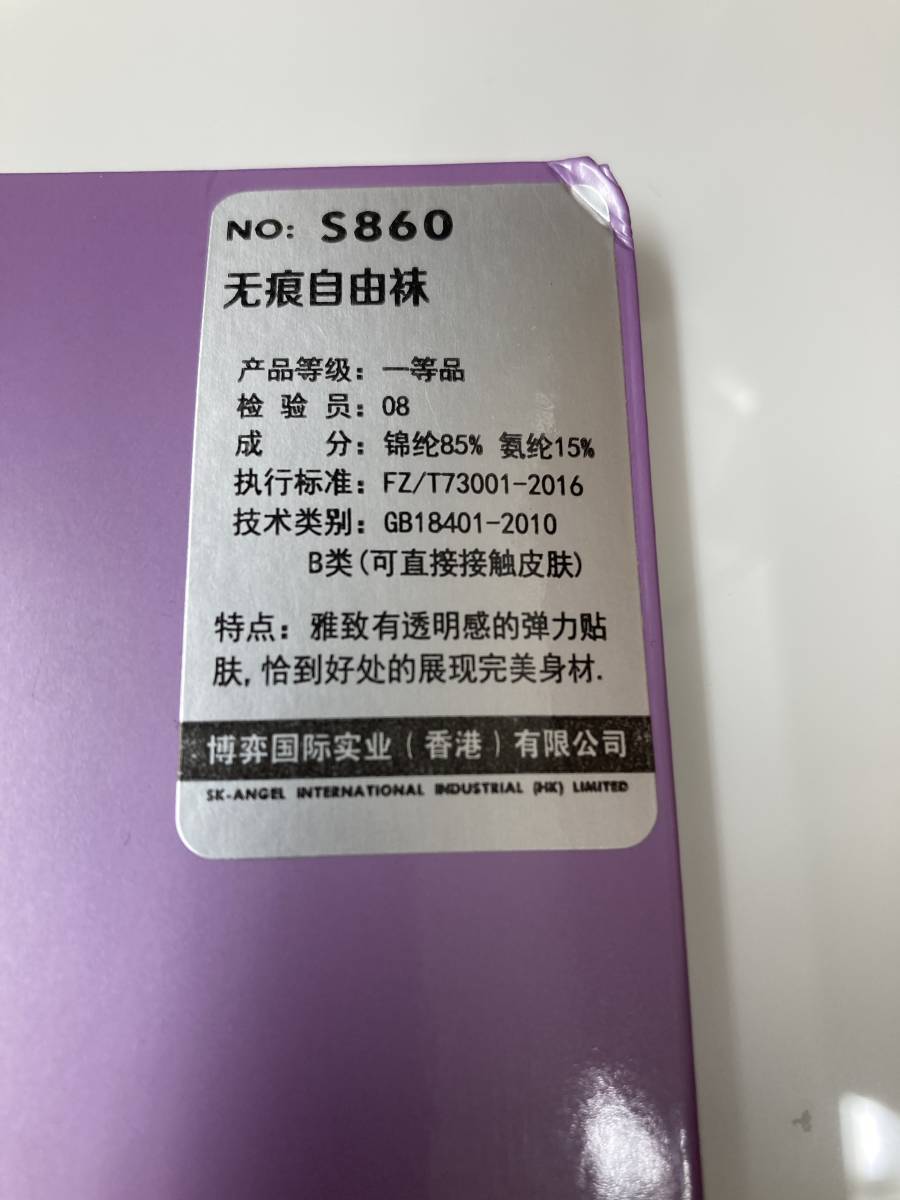 NO: S860
无痕自由袜
产品等级：一等品
检 验 员：08
成 分：锦纶85% 氨纶15%
执行标准：FZ/T73001-2016
技术类别：GB18401-2010
B类(可直接接触皮肤)
特点：雅致有透明感的弹力贴
肤,恰到好处的展现完美身材.
博弈国际实业（香港）有限公司
SK-ANGEL INTERNATIONAL INDUSTRIAL (HK) LIMITED